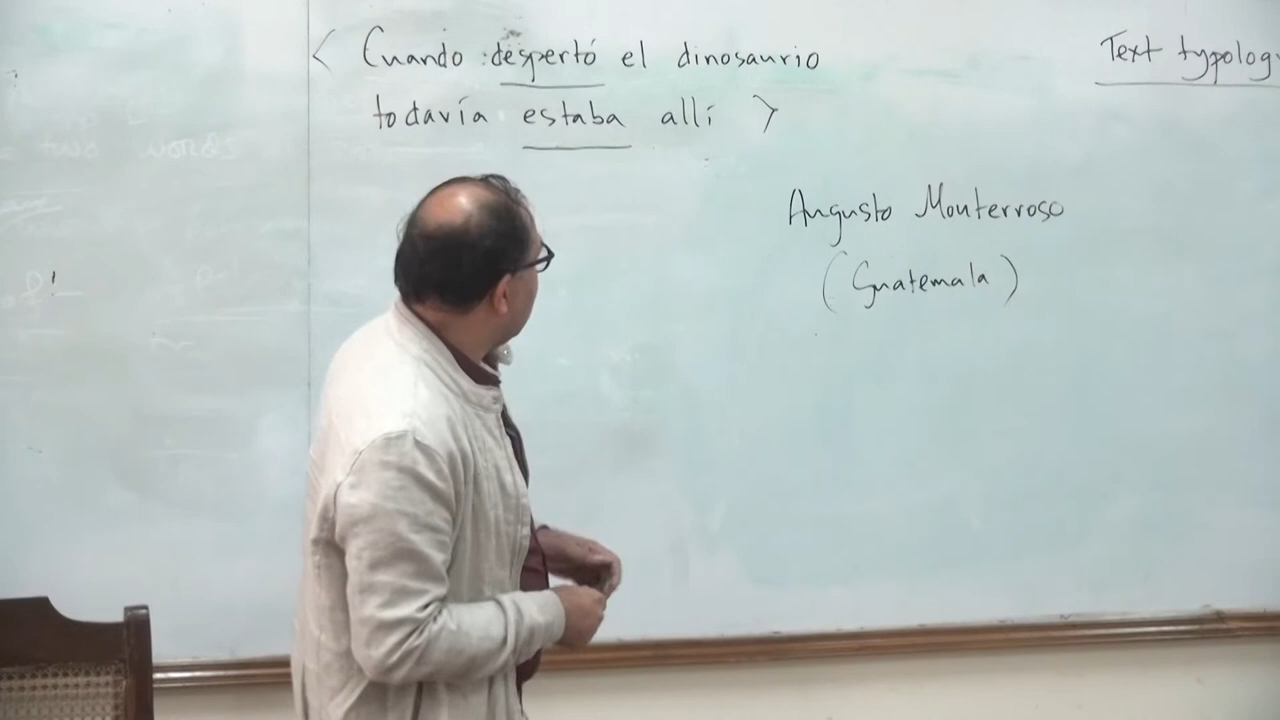 < Cuando despertó el dinosaurio
todavía estaba allí >
Text typolog
Augusto Monterroso
(Guatemala)